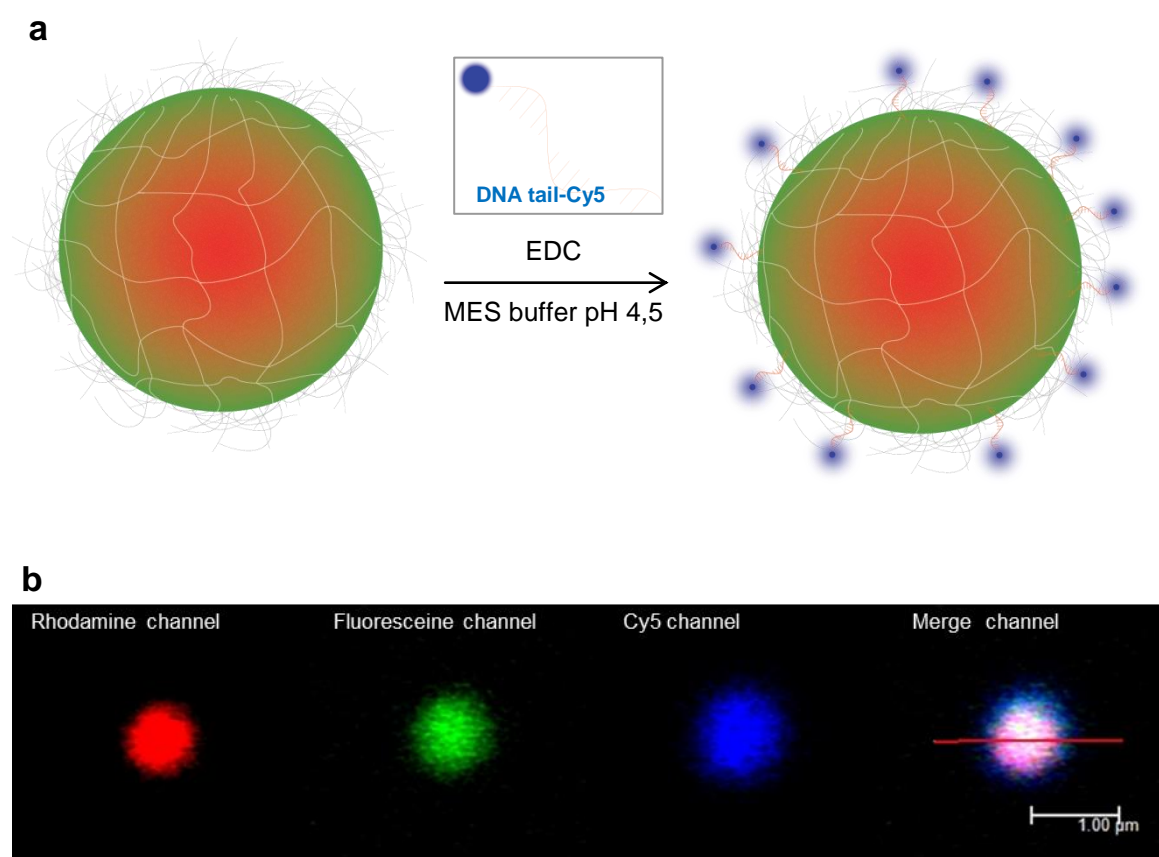 a
DNA tail-Cy5
EDC
MES buffer pH 4,5
b
Rhodamine channel
Fluoresceine channel
Cy5 channel
Merge channel
1.00 µm